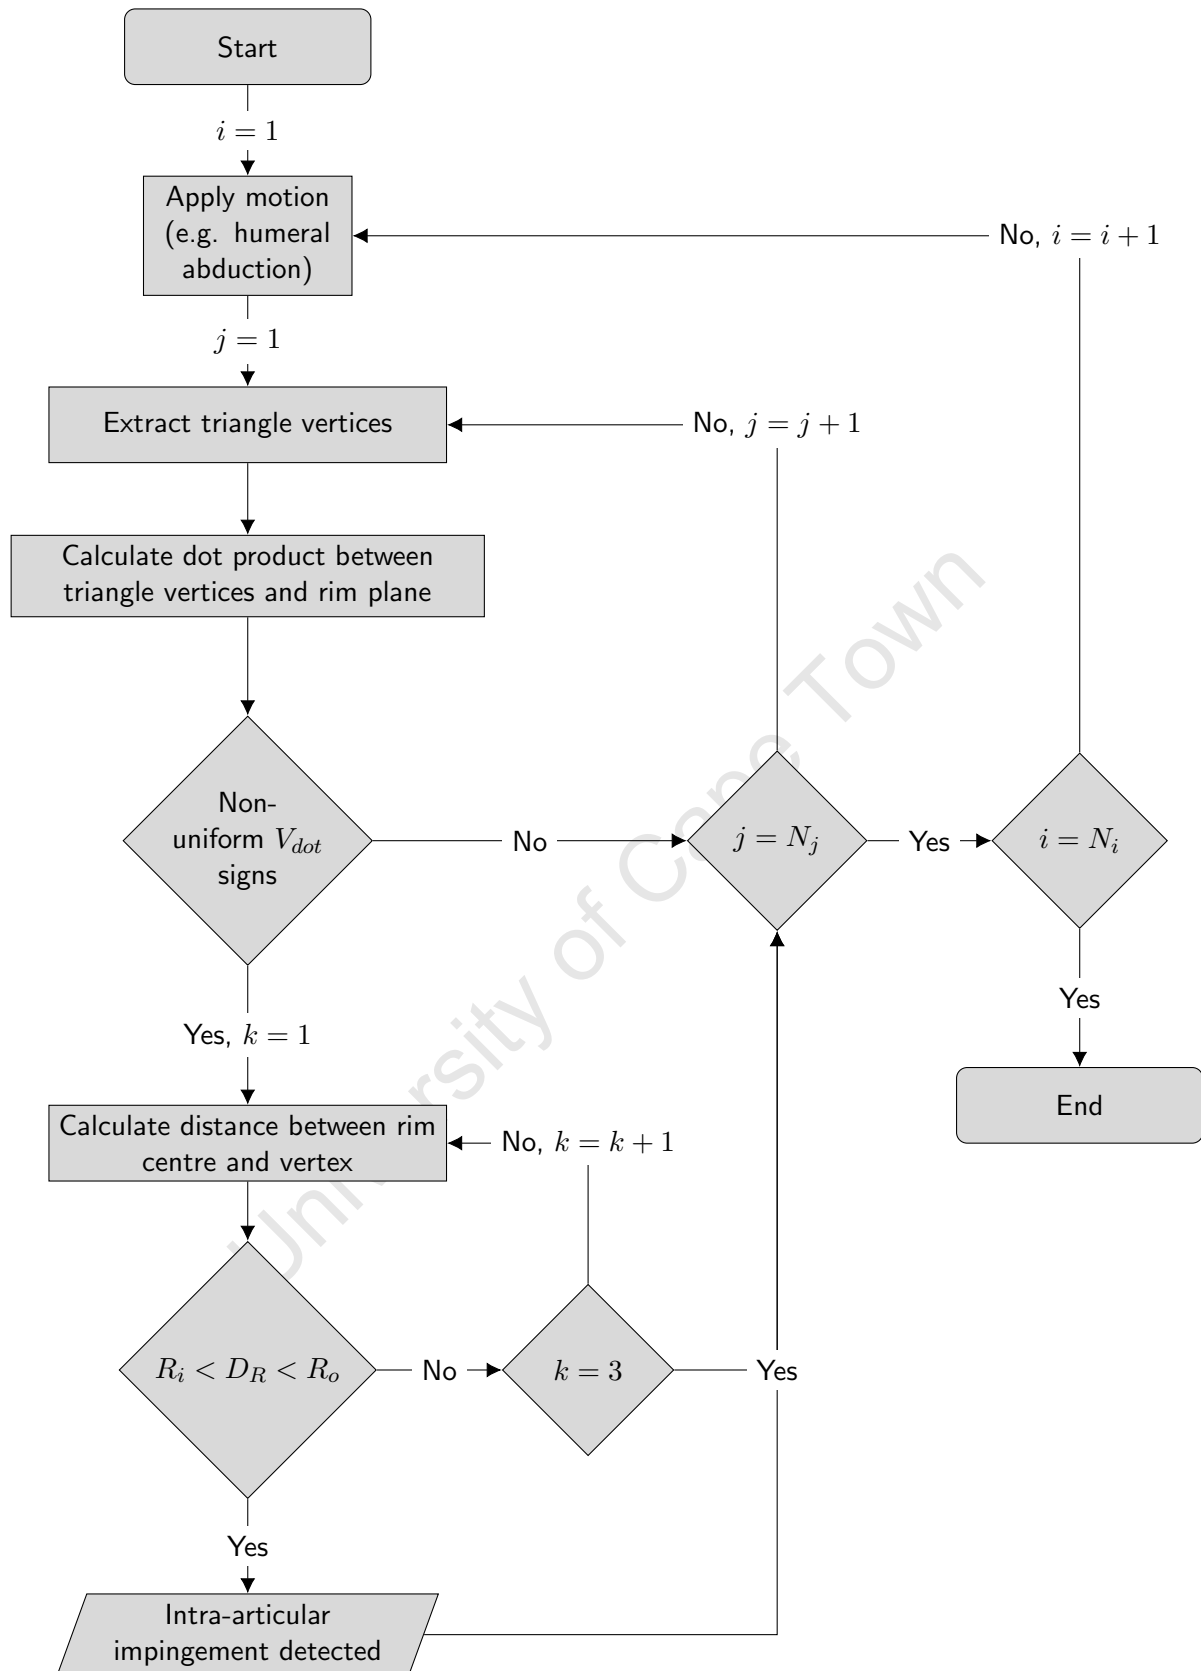 Start
i = 1
Apply motion
(e.g. humeral
abduction)
No, i = i + 1
j = 1
Extract triangle vertices
No, j = j + 1
Calculate dot product between
triangle vertices and rim plane
Non-
uniform V_{dot}
signs
No
j = N_j
Yes
i = N_i
Yes
End
Yes, k = 1
Calculate distance between rim
centre and vertex
No, k = k + 1
R_i < D_R < R_o
No
k = 3
Yes
Yes
Intra-articular
impingement detected
University of Cape Town